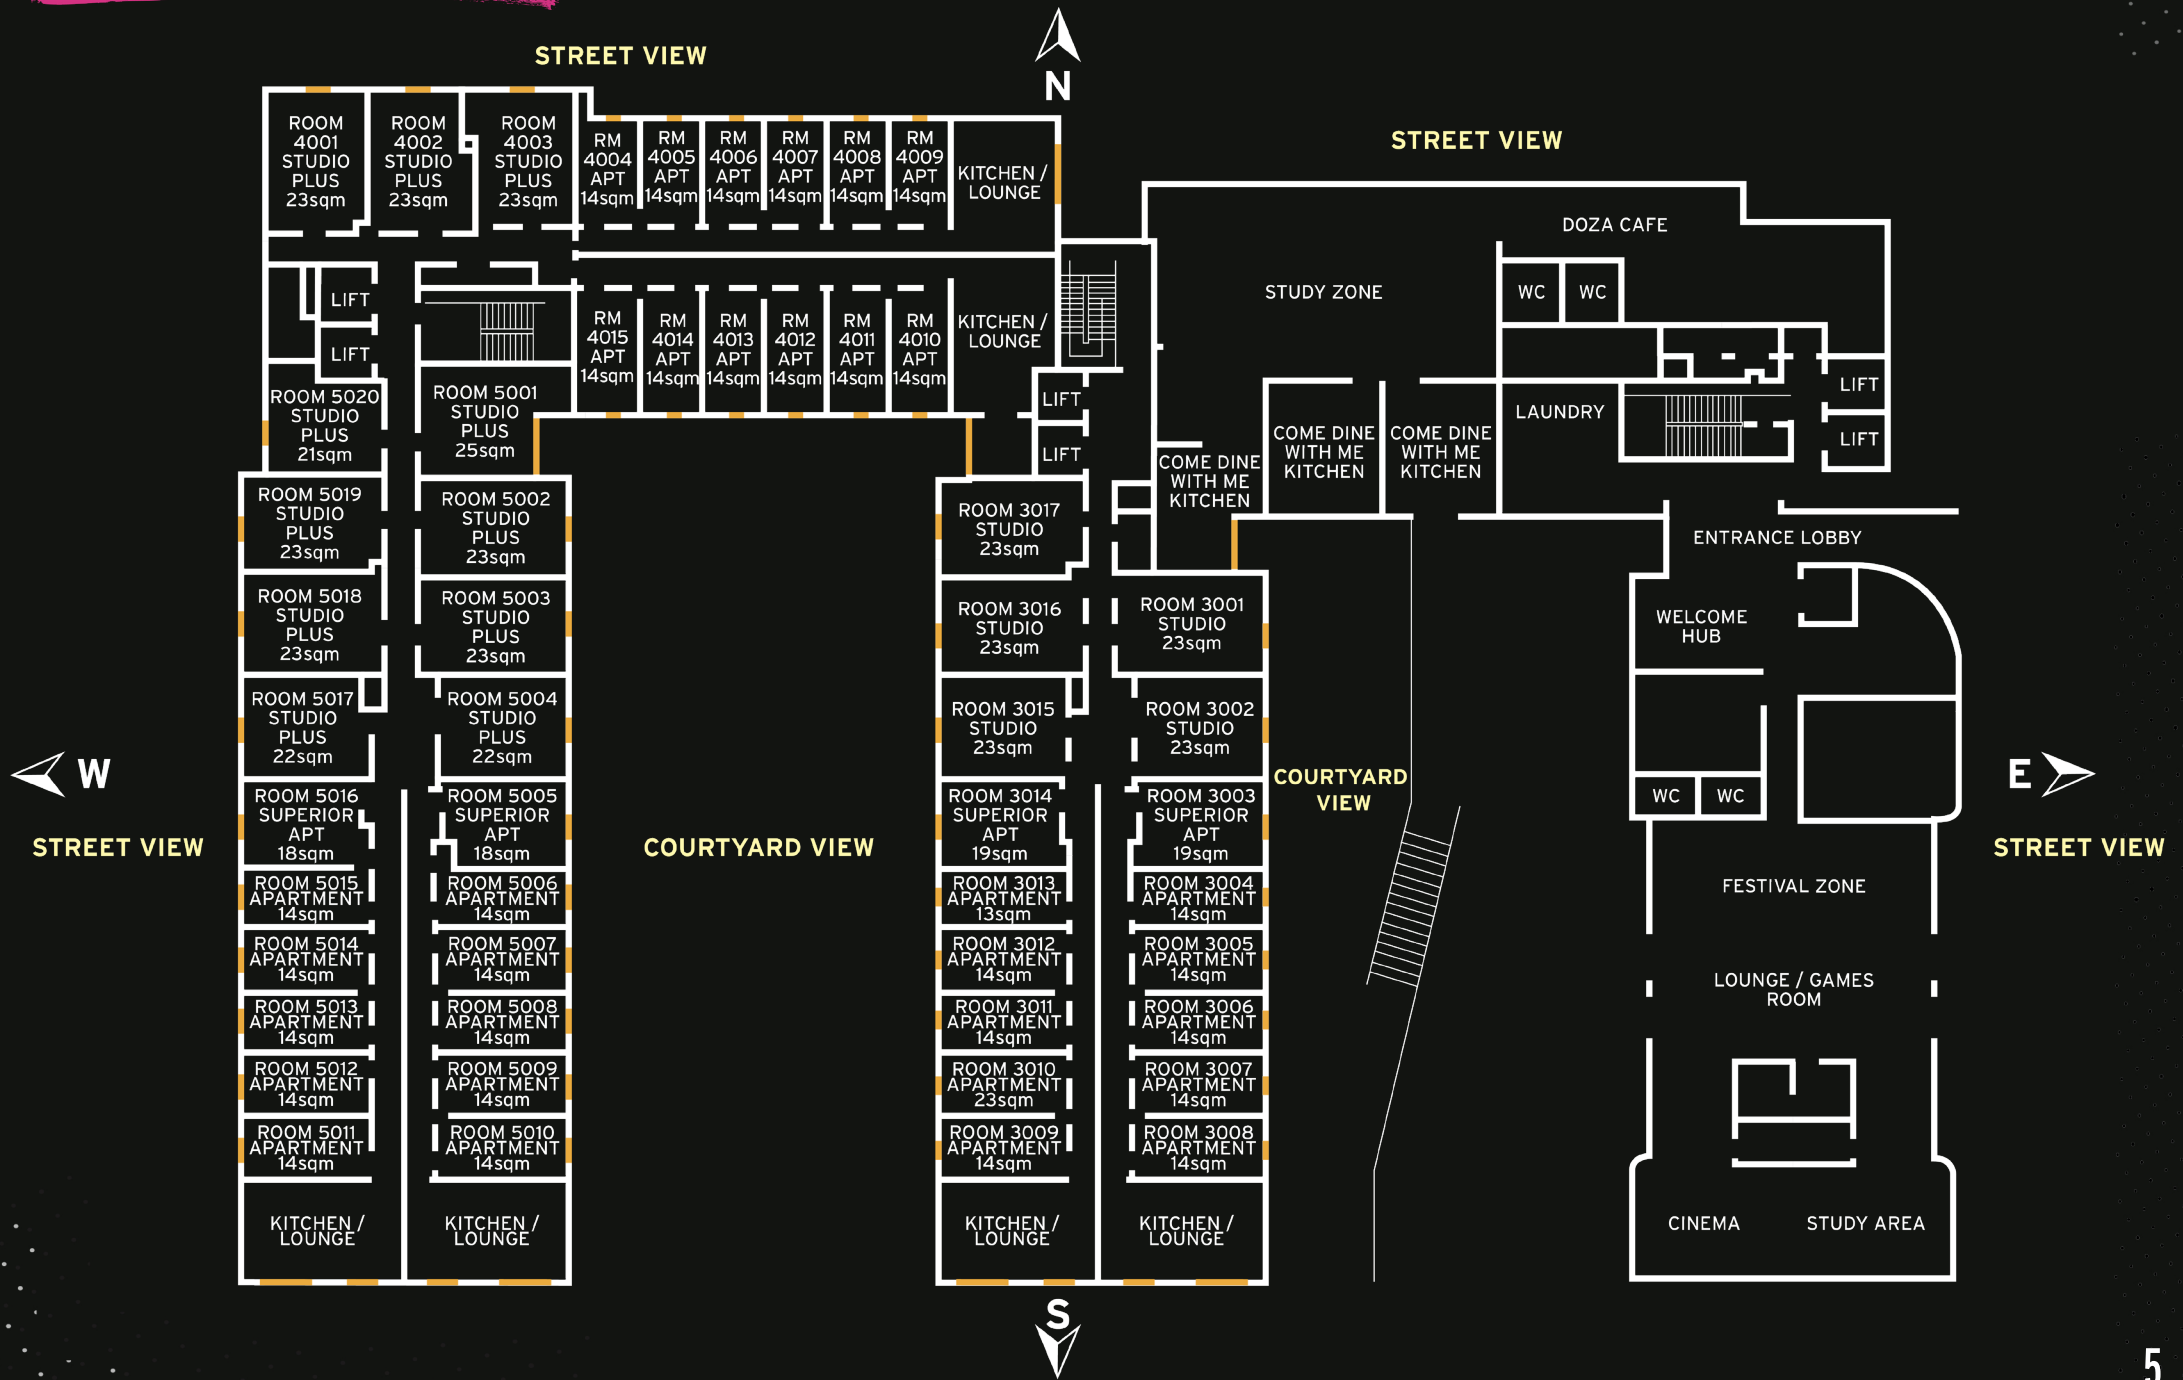 N
STREET VIEW
STREET VIEW
ROOM
4001
STUDIO
PLUS
23sqm
ROOM
4002
STUDIO
PLUS
23sqm
ROOM
4003
STUDIO
PLUS
23sqm
RM
4004
APT
14sqm
RM
4005
APT
14sqm
RM
4006
APT
14sqm
RM
4007
APT
14sqm
RM
4008
APT
14sqm
RM
4009
APT
14sqm
KITCHEN /
LOUNGE
DOZA CAFE
STUDY ZONE
WC
WC
LIFT
LIFT
RM
4015
APT
14sqm
RM
4014
APT
14sqm
RM
4013
APT
14sqm
RM
4012
APT
14sqm
RM
4011
APT
14sqm
RM
4010
APT
14sqm
KITCHEN /
LOUNGE
LIFT
LIFT
LAUNDRY
LIFT
LIFT
COME DINE
WITH ME
KITCHEN
COME DINE
WITH ME
KITCHEN
COME DINE
WITH ME
KITCHEN
ENTRANCE LOBBY
WELCOME
HUB
WC
WC
FESTIVAL ZONE
LOUNGE / GAMES
ROOM
CINEMA
STUDY AREA
ROOM 5020
STUDIO
PLUS
21sqm
ROOM 5001
STUDIO
PLUS
25sqm
ROOM 5019
STUDIO
PLUS
23sqm
ROOM 5002
STUDIO
PLUS
23sqm
ROOM 5018
STUDIO
PLUS
23sqm
ROOM 5003
STUDIO
PLUS
23sqm
ROOM 5017
STUDIO
PLUS
22sqm
ROOM 5004
STUDIO
PLUS
22sqm
ROOM 5016
SUPERIOR
APT
18sqm
ROOM 5005
SUPERIOR
APT
18sqm
ROOM 5015
APARTMENT
14sqm
ROOM 5006
APARTMENT
14sqm
ROOM 5014
APARTMENT
14sqm
ROOM 5007
APARTMENT
14sqm
ROOM 5013
APARTMENT
14sqm
ROOM 5008
APARTMENT
14sqm
ROOM 5012
APARTMENT
14sqm
ROOM 5009
APARTMENT
14sqm
ROOM 5011
APARTMENT
14sqm
ROOM 5010
APARTMENT
14sqm
KITCHEN /
LOUNGE
KITCHEN /
LOUNGE
W
STREET VIEW
COURTYARD VIEW
ROOM 3017
STUDIO
23sqm
ROOM 3016
STUDIO
23sqm
ROOM 3001
STUDIO
23sqm
ROOM 3015
STUDIO
23sqm
ROOM 3002
STUDIO
23sqm
ROOM 3014
SUPERIOR
APT
19sqm
ROOM 3003
SUPERIOR
APT
19sqm
ROOM 3013
APARTMENT
13sqm
ROOM 3004
APARTMENT
14sqm
ROOM 3012
APARTMENT
14sqm
ROOM 3005
APARTMENT
14sqm
ROOM 3011
APARTMENT
14sqm
ROOM 3006
APARTMENT
14sqm
ROOM 3010
APARTMENT
23sqm
ROOM 3007
APARTMENT
14sqm
ROOM 3009
APARTMENT
14sqm
ROOM 3008
APARTMENT
14sqm
KITCHEN /
LOUNGE
KITCHEN /
LOUNGE
COURTYARD
VIEW
E
STREET VIEW
S
5